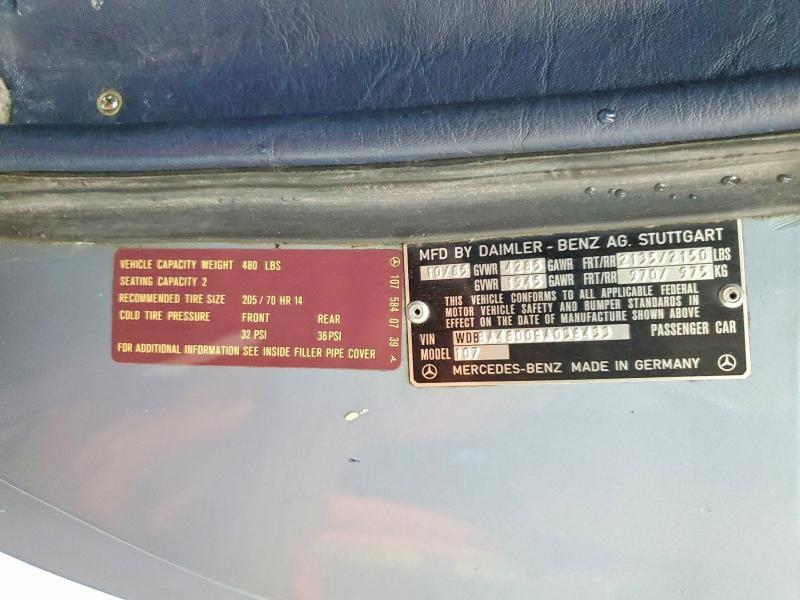 VEHICLE CAPACITY WEIGHT 480 LBS
SEATING CAPACITY 2
RECOMMENDED TIRE SIZE 205/70 HR 14
COLD TIRE PRESSURE FRONT REAR
32 PSI 36 PSI
FOR ADDITIONAL INFORMATION SEE INSIDE FILLER PIPE COVER
107 584 07 39 A
MFD BY DAIMLER-BENZ AG. STUTTGART
10/85 GVWR 4285 GAWR FRT/RR 2135/2150 LBS
GVWR 1945 GAWR FRT/RR 970/ 975 KG
THIS VEHICLE CONFORMS TO ALL APPLICABLE FEDERAL
MOTOR VEHICLE SAFETY AND BUMPER STANDARDS IN
EFFECT ON THE DATE OF MANUFACTURE SHOWN ABOVE
VIN PASSENGER CAR
MODEL 107
MERCEDES-BENZ MADE IN GERMANY